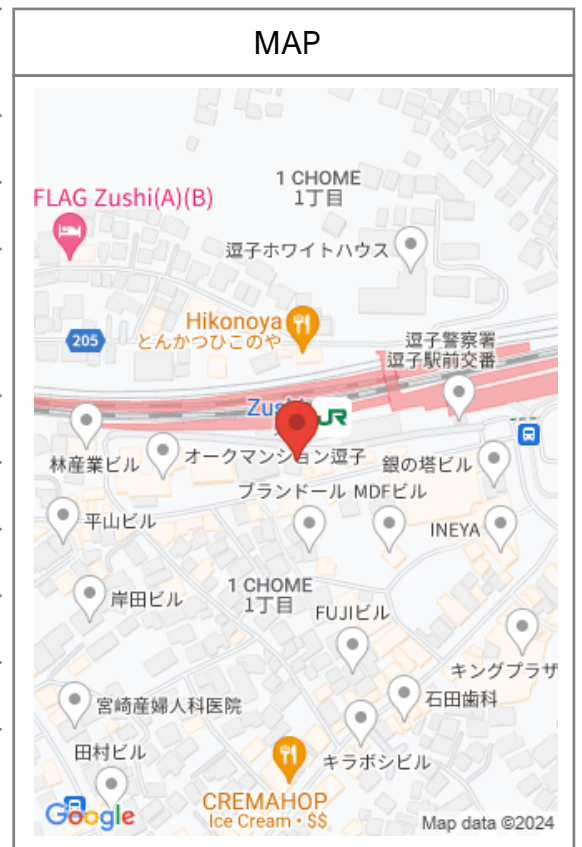 MAP
1 CHOME
1丁目
FLAG Zushi(A)(B)
逗子ホワイトハウス
Hikonoya
とんかつひこのや
205
逗子警察署
逗子駅前交番
JR
林産業ビル
オークマンション逗子
銀の塔ビル
ブランドール
MDFビル
平山ビル
INEYA
1 CHOME
1丁目
岸田ビル
FUJIビル
キングプラザ
宮崎産婦人科医院
石田歯科
田村ビル
キラボシビル
CREMAHOP
Ice Cream・$$
Google
Map data ©2024